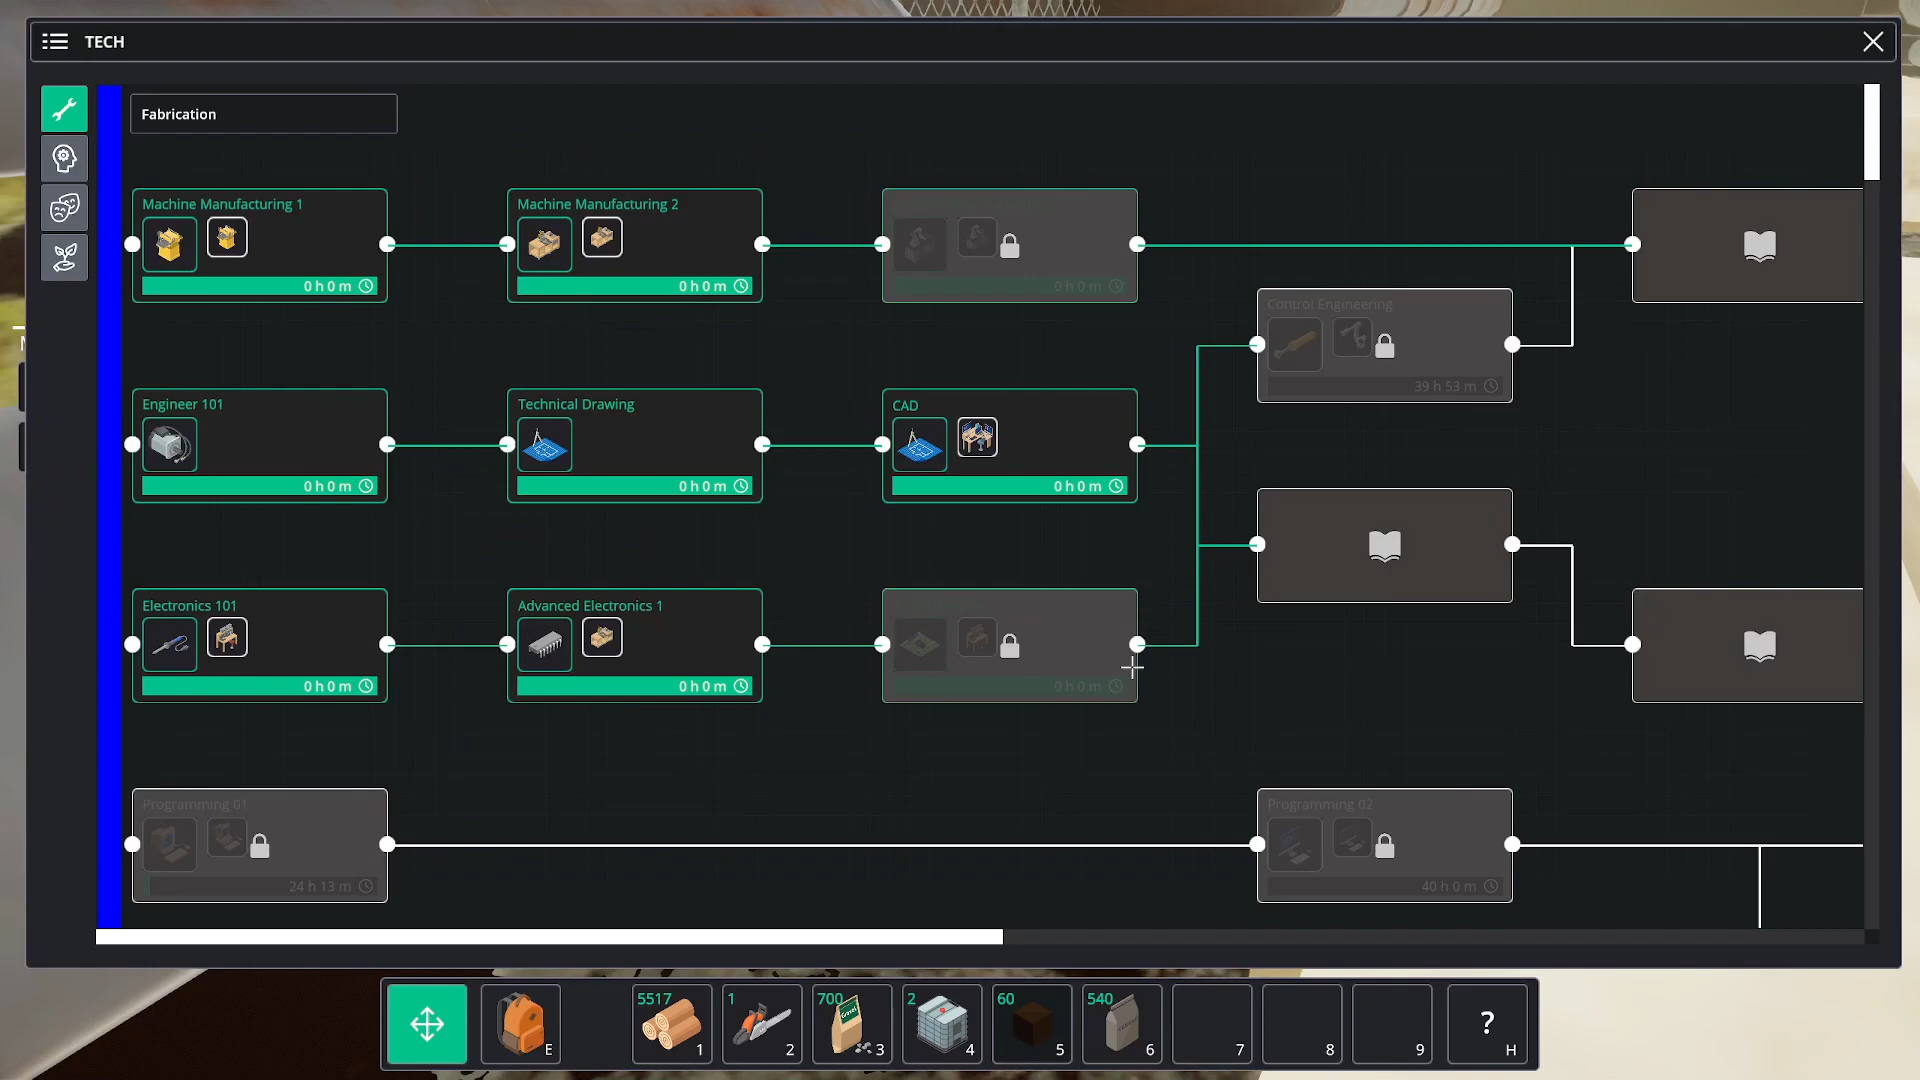 TECH
Fabrication
Machine Manufacturing 1
0 h 0 m
Machine Manufacturing 2
0 h 0 m
0 h 0 m
Control Engineering
39 h 53 m
Engineer 101
0 h 0 m
Technical Drawing
0 h 0 m
CAD
0 h 0 m
Electronics 101
0 h 0 m
Advanced Electronics 1
0 h 0 m
0 h 0 m
Programming 01
24 h 13 m
Programming 02
40 h 0 m
E
5517
1
1
2
700
3
2
4
60
5
540
6
7
8
9
?
H